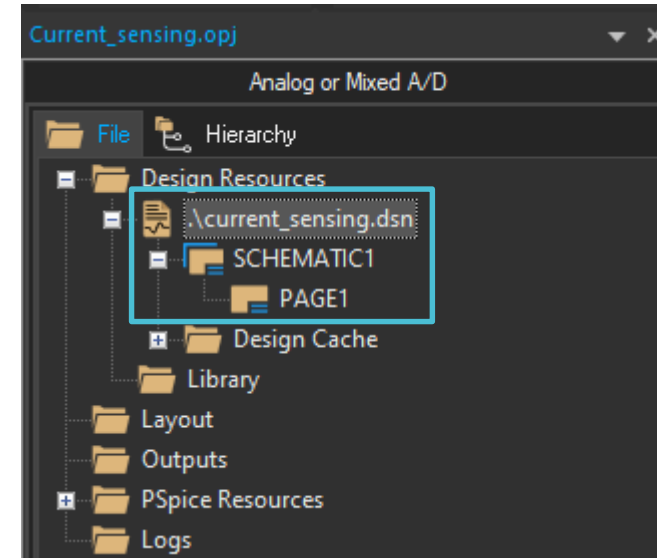 Current_sensing.opj
Analog or Mixed A/D
File Hierarchy
Design Resources
.\current_sensing.dsn
SCHEMATIC1
PAGE1
Design Cache
Library
Layout
Outputs
PSpice Resources
Logs